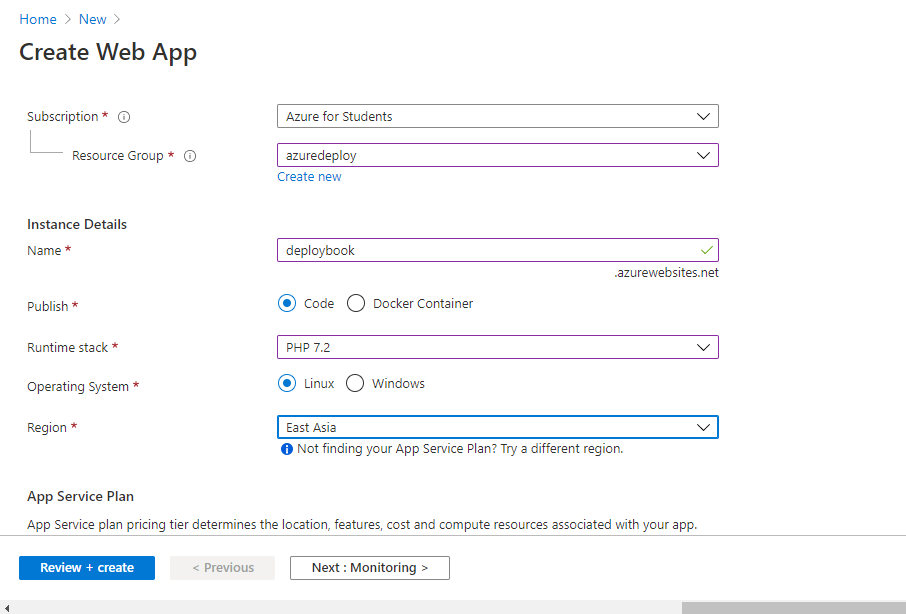 Home > New >
Create Web App
Subscription * i
Azure for Students
Resource Group * i
azuredeploy
Create new
Instance Details
Name *
deploybook
.azurewebsites.net
Publish *
Code Docker Container
Runtime stack *
PHP 7.2
Operating System *
Linux Windows
Region *
East Asia
i Not finding your App Service Plan? Try a different region.
App Service Plan
App Service plan pricing tier determines the location, features, cost and compute resources associated with your app.
Review + create < Previous Next : Monitoring >